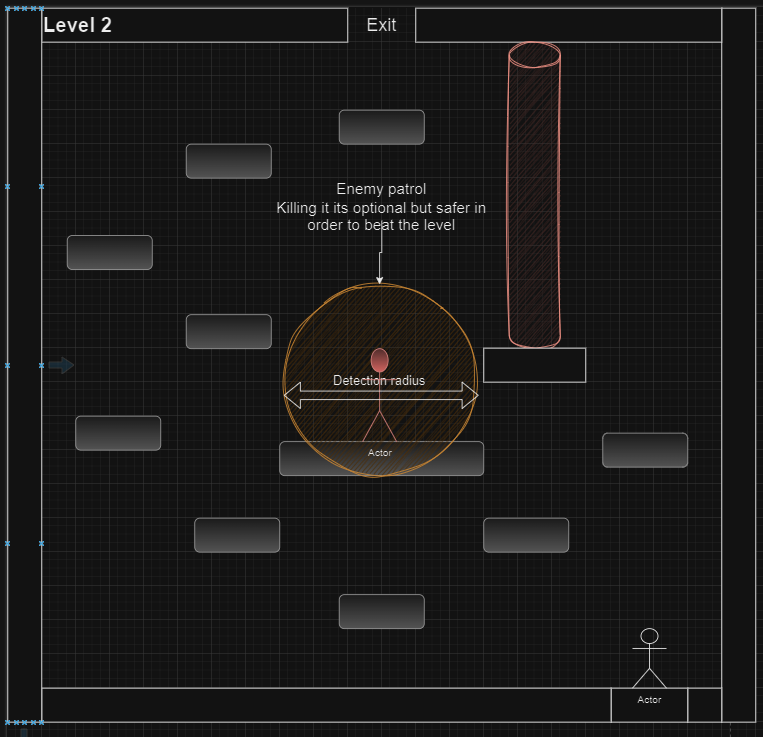 Level 2
Exit
Enemy patrol
Killing it its optional but safer in
order to beat the level
Detection radius
Actor
Actor